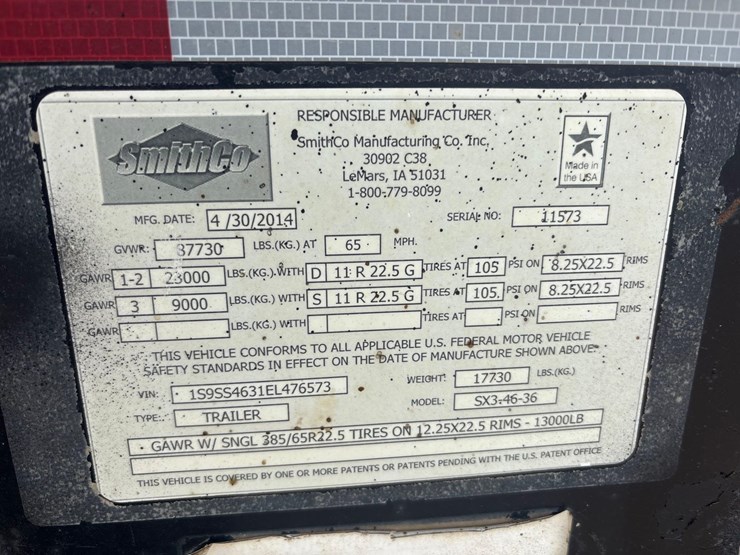 SmithCo
RESPONSIBLE MANUFACTURER
SmithCo Manufacturing Co. Inc.
30902 C38
LeMars, IA 51031
1-800-779-8099
Made in
the USA
MFG. DATE: 4/30/2014 SERIAL NO: 11573
GVWR: 87730 LBS.(KG.) AT 65 MPH.
GAWR 1-2 23000 LBS.(KG.) WITH D 11 R 22.5 G TIRES AT 105 PSI ON 8.25X22.5 RIMS
GAWR 3 9000 LBS.(KG.) WITH S 11 R 22.5 G TIRES AT 105 PSI ON 8.25X22.5 RIMS
GAWR LBS.(KG.) WITH TIRES AT PSI ON RIMS
THIS VEHICLE CONFORMS TO ALL APPLICABLE U.S. FEDERAL MOTOR VEHICLE
SAFETY STANDARDS IN EFFECT ON THE DATE OF MANUFACTURE SHOWN ABOVE.
VIN: 1S9SS4631EL476573 WEIGHT: 17730 LBS.(KG.)
TYPE: TRAILER MODEL: SX3-46-36
GAWR W/ SNGL 385/65R22.5 TIRES ON 12.25X22.5 RIMS - 13000LB
THIS VEHICLE IS COVERED BY ONE OR MORE PATENTS OR PATENTS PENDING WITH THE U.S. PATENT OFFICE